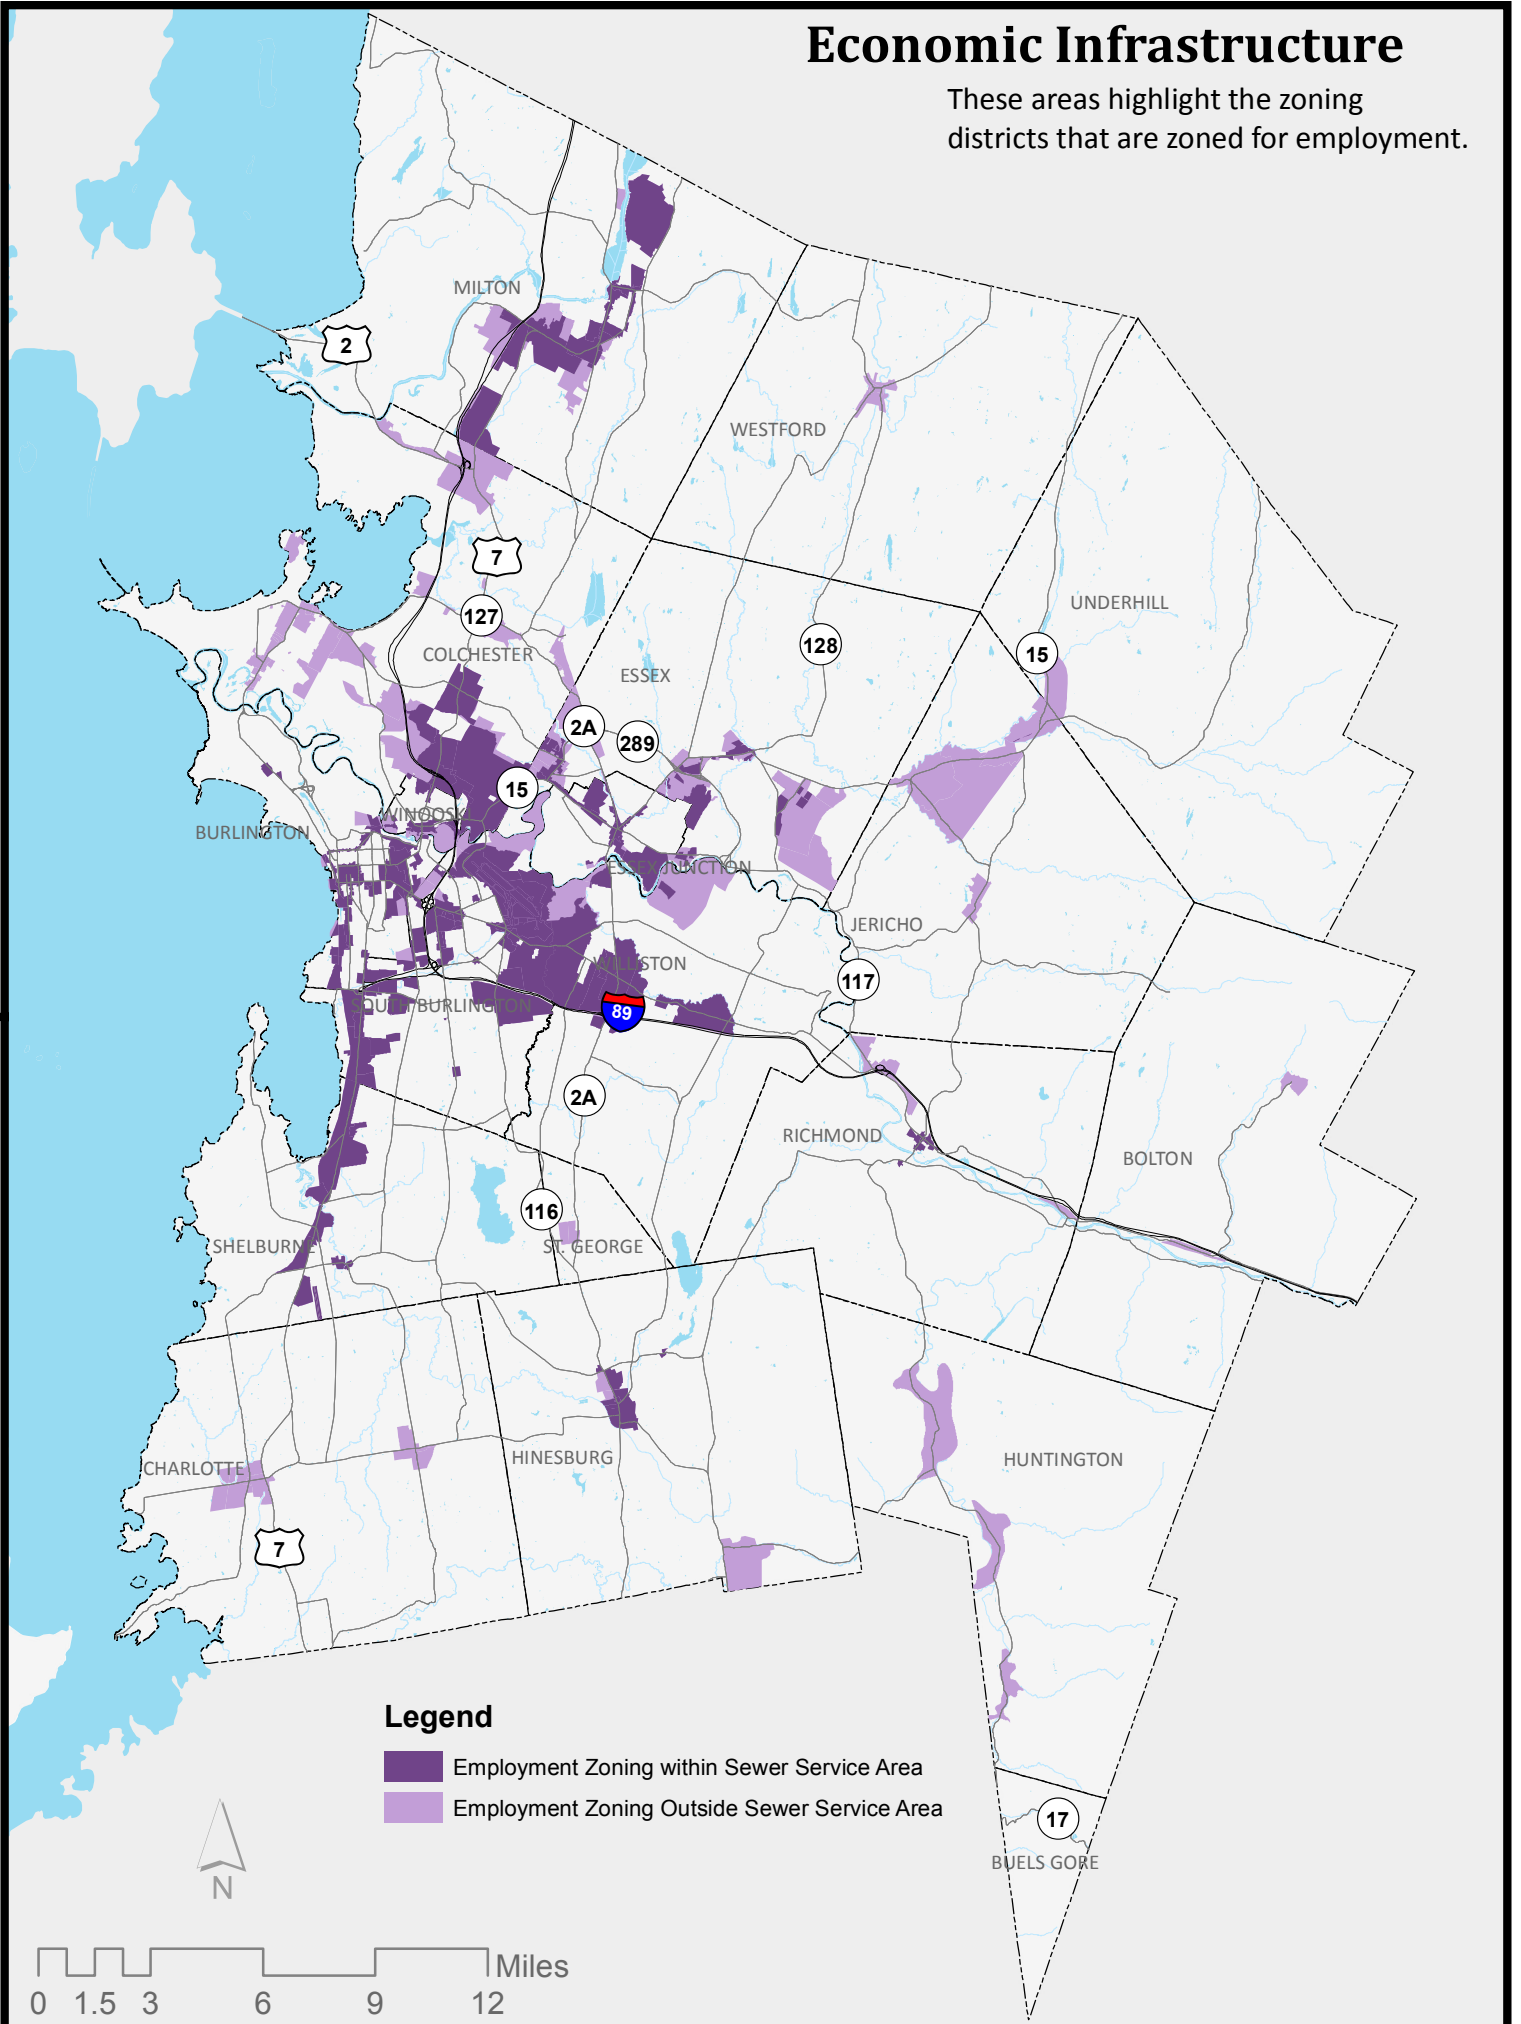 Economic Infrastructure
These areas highlight the zoning
districts that are zoned for employment.
MILTON
2
WESTFORD
7
UNDERHILL
127
128
15
COLCHESTER
ESSEX
2A
289
15
WINOOSKI
BURLINGTON
ESSEX JUNCTION
JERICHO
WILLISTON
117
SOUTH BURLINGTON
89
2A
RICHMOND
BOLTON
116
SHELBURNE
ST. GEORGE
HINESBURG
HUNTINGTON
CHARLOTTE
7
Legend
Employment Zoning within Sewer Service Area
Employment Zoning Outside Sewer Service Area
17
BUELS GORE
N
Miles
0 1.5 3 6 9 12